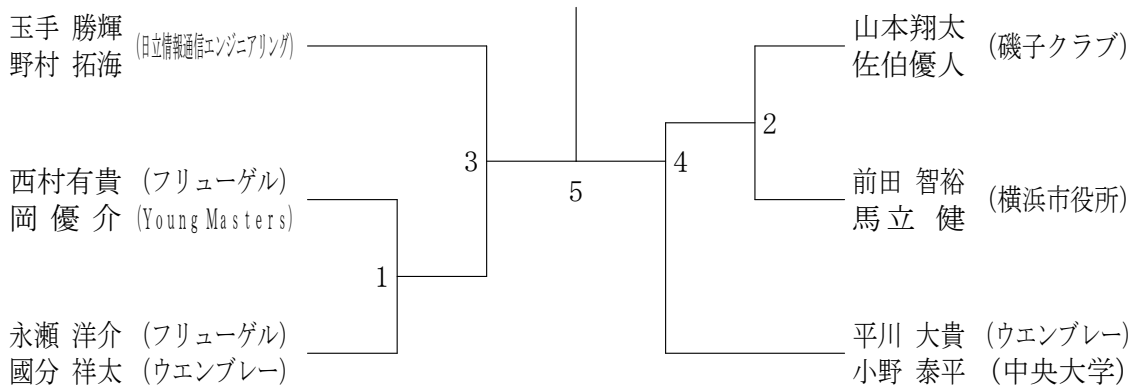 玉手 勝輝 (日立情報通信エンジニアリング)
野村 拓海
西村有貴 (フリューゲル)
岡 優 介 (Young Masters)
永瀬 洋介 (フリューゲル)
國分 祥太 (ウエンブレー)
1
3
5
4
2
山本翔太 (磯子クラブ)
佐伯優人
前田 智裕 (横浜市役所)
馬立 健
平川 大貴 (ウエンブレー)
小野 泰平 (中央大学)